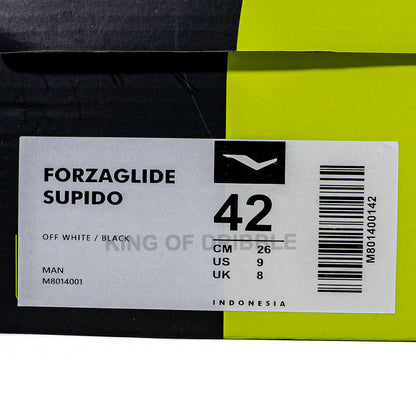 FORZAGLIDE
SUPIDO
42
OFF WHITE / BLACK
KING OF DRIBBLE
CM 26
US 9
UK 8
MAN
M8014001
INDONESIA
M801400142